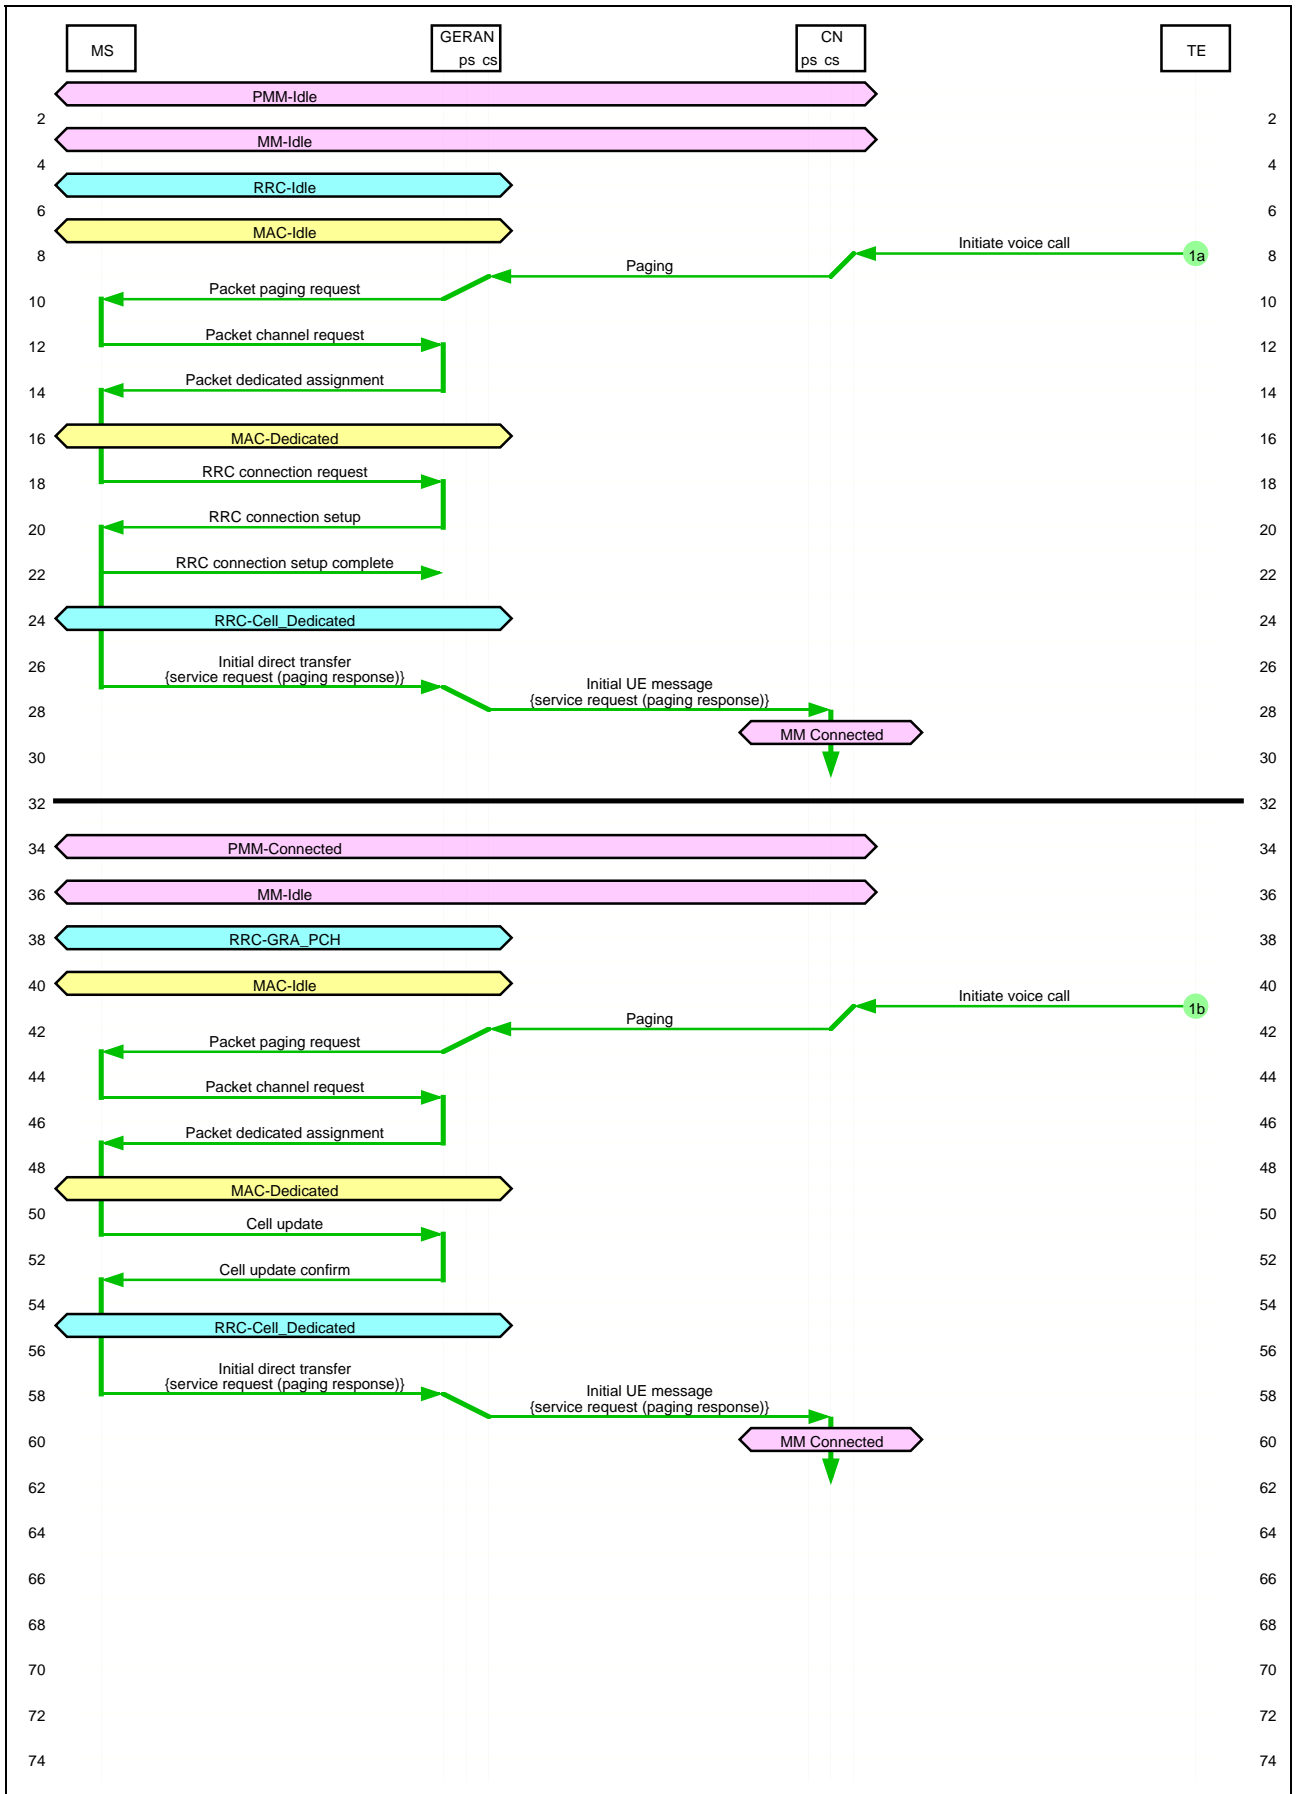 MS
GERAN
ps cs
CN
ps cs
TE
PMM-Idle
2 2
MM-Idle
4 4
RRC-Idle
6 6
MAC-Idle
Initiate voice call
8 1a 8
Paging
Packet paging request
10 10
Packet channel request
12 12
Packet dedicated assignment
14 14
16 MAC-Dedicated 16
RRC connection request
18 18
RRC connection setup
20 20
RRC connection setup complete
22 22
24 RRC-Cell_Dedicated 24
Initial direct transfer
26 26
{service request (paging response)}
Initial UE message
{service request (paging response)}
28 28
MM Connected
30 30
32 32
34 PMM-Connected 34
36 MM-Idle 36
38 RRC-GRA_PCH 38
40 MAC-Idle 40
Initiate voice call
1b
Paging
42 42
Packet paging request
44 44
Packet channel request
46 46
Packet dedicated assignment
48 48
MAC-Dedicated
50 50
Cell update
52 52
Cell update confirm
54 54
RRC-Cell_Dedicated
56 56
Initial direct transfer
{service request (paging response)}
Initial UE message
58 58
{service request (paging response)}
60 MM Connected 60
62 62
64 64
66 66
68 68
70 70
72 72
74 74